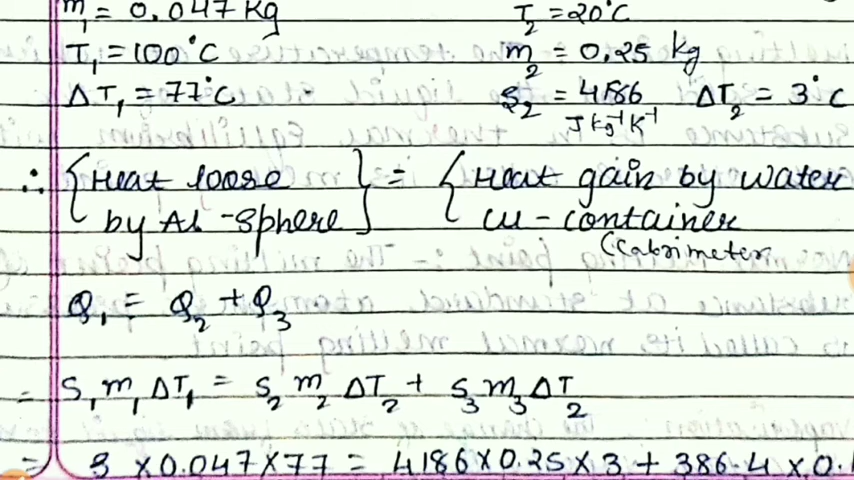 m₁ = 0.047 kg T₂ = 20°C
T₁ = 100°C m₂ = 0.25 kg
ΔT₁ = 77°C S₂ = 4186 ΔT₂ = 3°C
J kg⁻¹ K⁻¹
∴ {Heat loose } = {Heat gain by water
by Al - Sphere} Cu - container
(Calorimeter
Q₁ = Q₂ + Q₃
= S₁ m₁ ΔT₁ = S₂ m₂ ΔT₂ + S₃ m₃ ΔT₂
= S × 0.047 × 77 = 4186 × 0.25 × 3 + 386.4 × 0.1